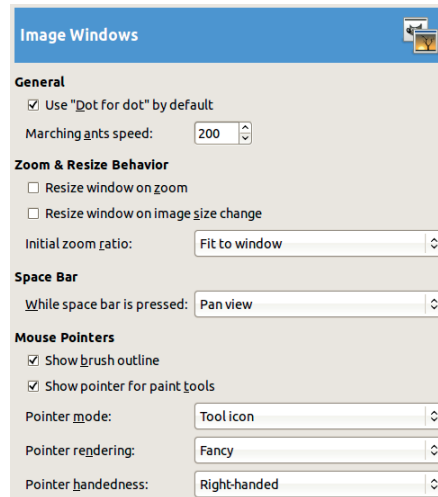 Image Windows
General
Use "Dot for dot" by default
Marching ants speed: 200
Zoom & Resize Behavior
Resize window on zoom
Resize window on image size change
Initial zoom ratio: Fit to window
Space Bar
While space bar is pressed: Pan view
Mouse Pointers
Show brush outline
Show pointer for paint tools
Pointer mode: Tool icon
Pointer rendering: Fancy
Pointer handedness: Right-handed